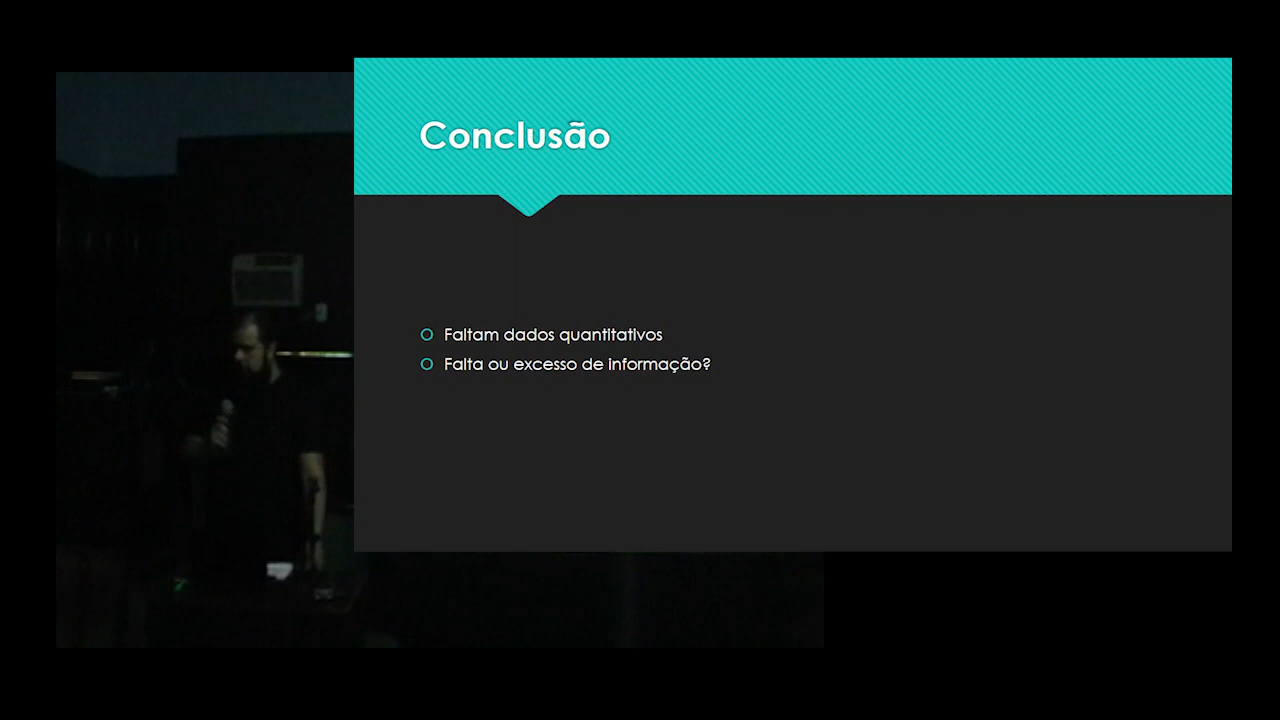 Conclusão
Faltam dados quantitativos
Falta ou excesso de informação?